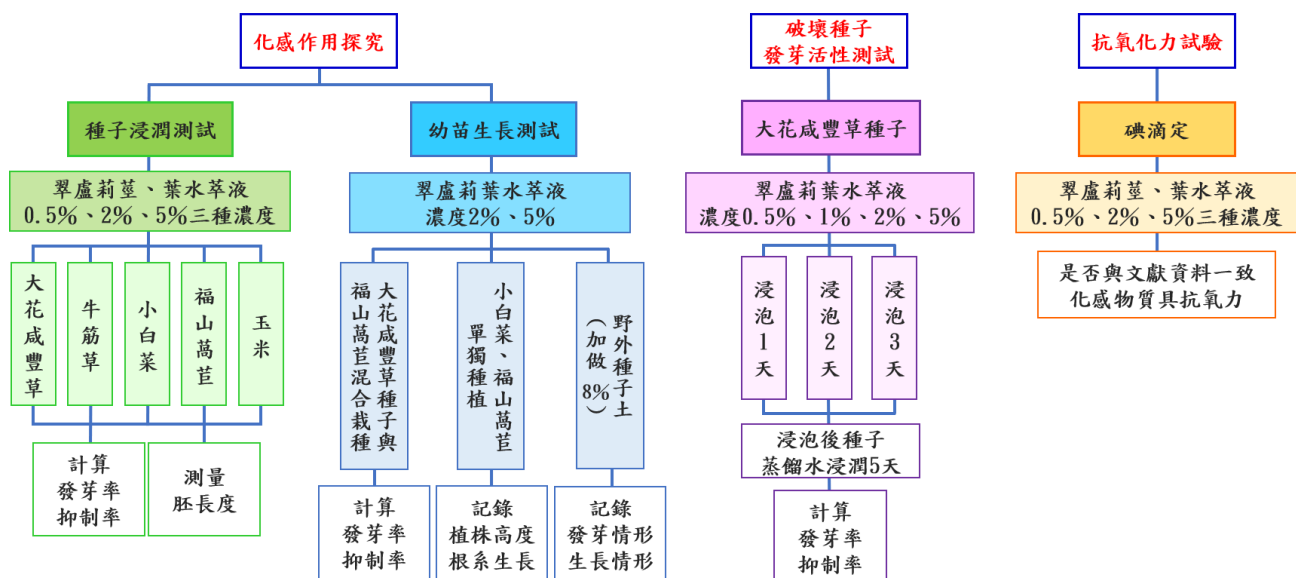 化感作用探究
破壞種子
發芽活性測試
抗氧化力試驗
種子浸潤測試
幼苗生長測試
大花咸豐草種子
碘滴定
翠盧莉莖、葉水萃液
0.5%、2%、5%三種濃度
翠盧莉葉水萃液
濃度2%、5%
翠盧莉葉水萃液
濃度0.5%、1%、2%、5%
翠盧莉莖、葉水萃液
0.5%、2%、5%三種濃度
大花咸豐草
牛筋草
小白菜
福山萵苣
玉米
大花咸豐草種子與
福山萵苣混合栽種
小白菜、福山萵苣
單獨種植
野外種子土
（加做8%）
浸泡1天
浸泡2天
浸泡3天
是否與文獻資料一致
化感物質具抗氧力
計算
發芽率
抑制率
測量
胚長度
計算
發芽率
抑制率
記錄
植株高度
根系生長
記錄
發芽情形
生長情形
浸泡後種子
蒸餾水浸潤5天
計算
發芽率
抑制率